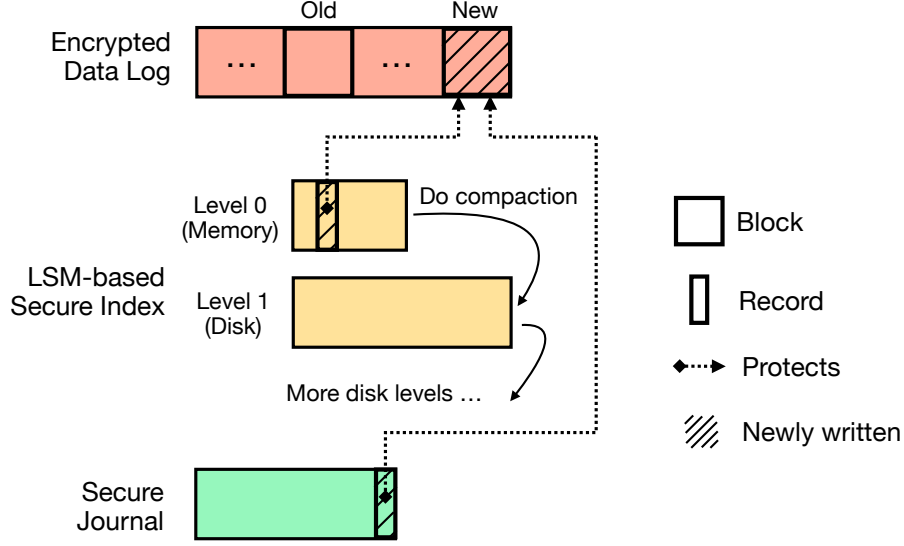 Old
New
Encrypted
Data Log
...
...
Level 0
(Memory)
Do compaction
LSM-based
Secure Index
Level 1
(Disk)
More disk levels ...
Secure
Journal
Block
Record
Protects
Newly written